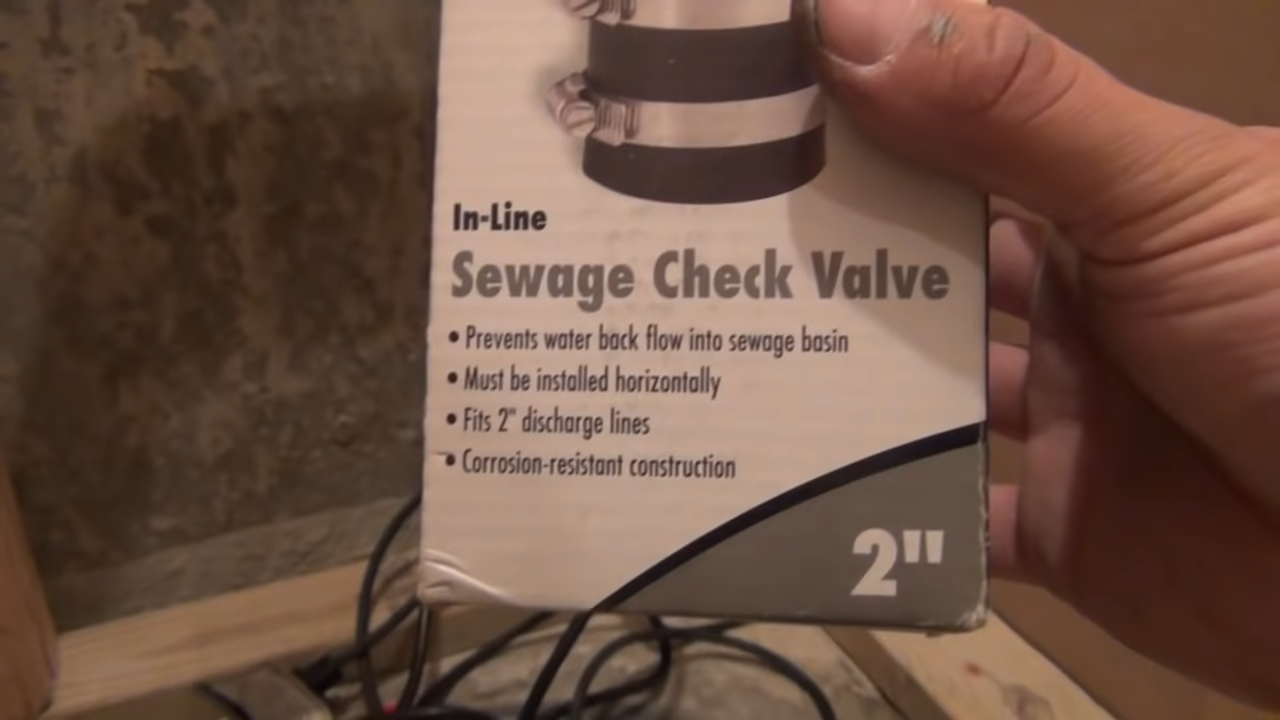 In-Line
Sewage Check Valve
• Prevents water back flow into sewage basin
• Must be installed horizontally
• Fits 2" discharge lines
• Corrosion-resistant construction
2"